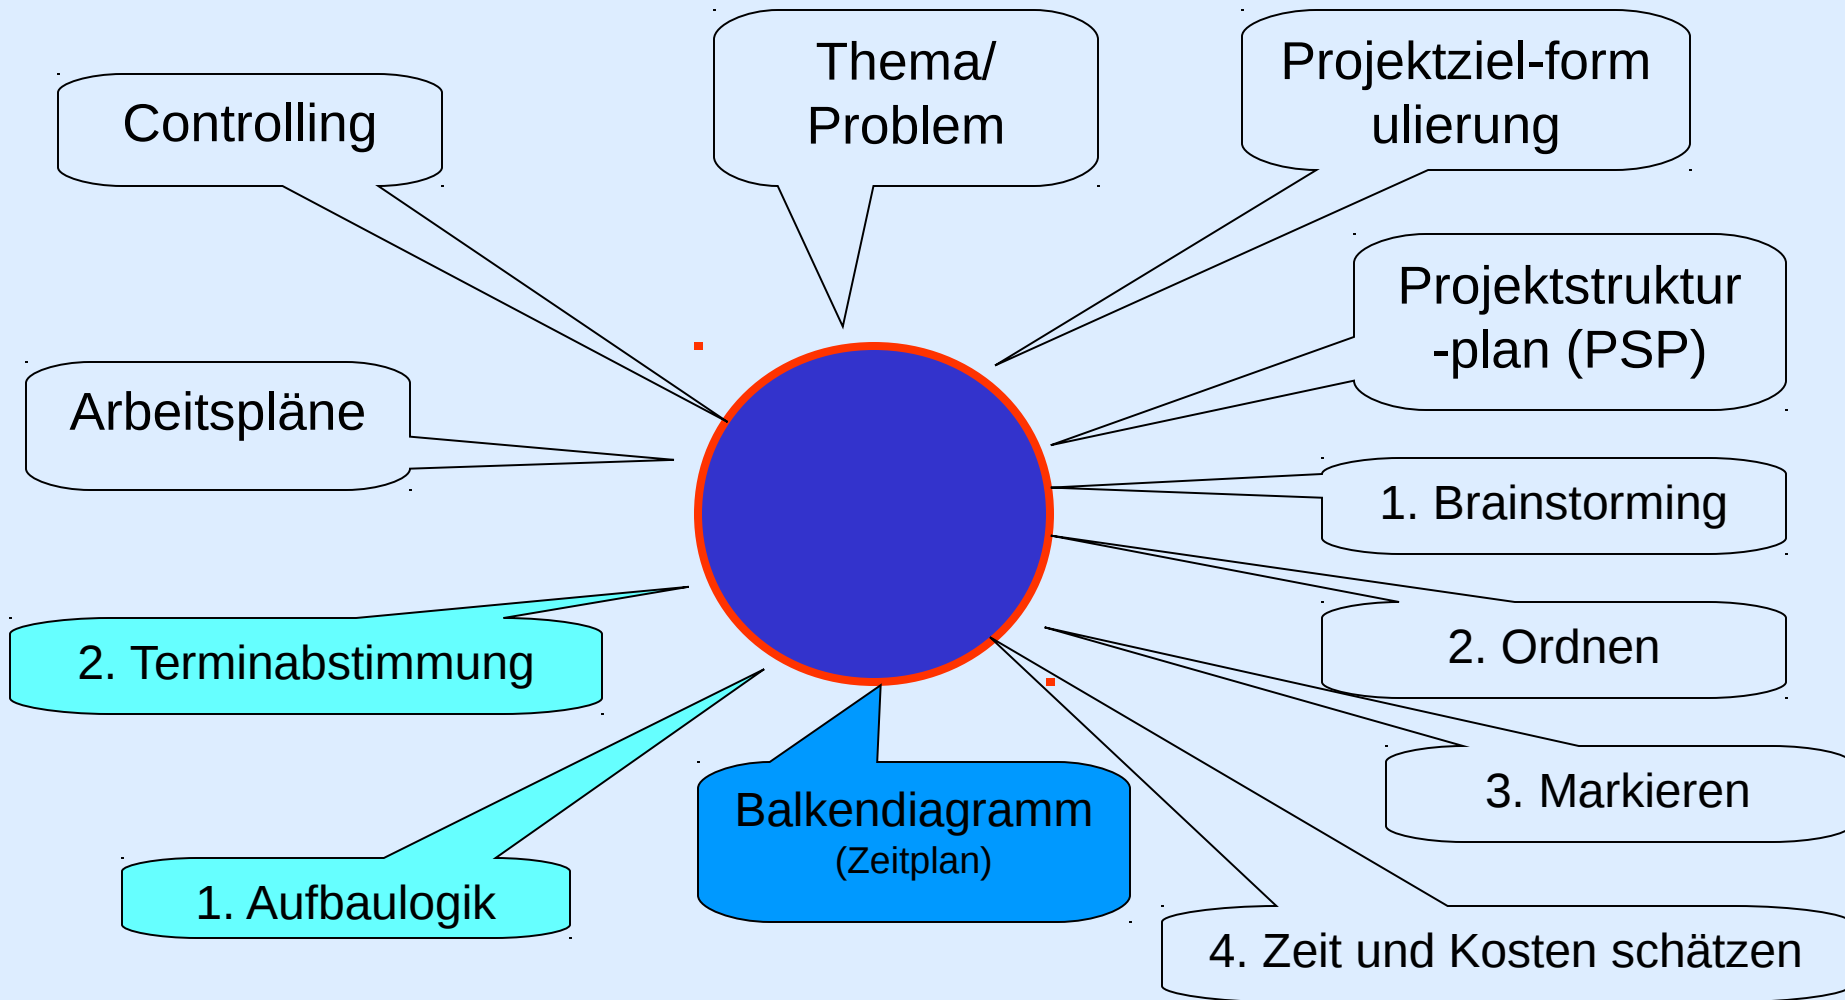 Thema/
Problem
Projektziel-form
ulierung
Projektstruktur
-plan (PSP)
1. Brainstorming
2. Ordnen
3. Markieren
4. Zeit und Kosten schätzen
Balkendiagramm
(Zeitplan)
1. Aufbaulogik
2. Terminabstimmung
Arbeitspläne
Controlling